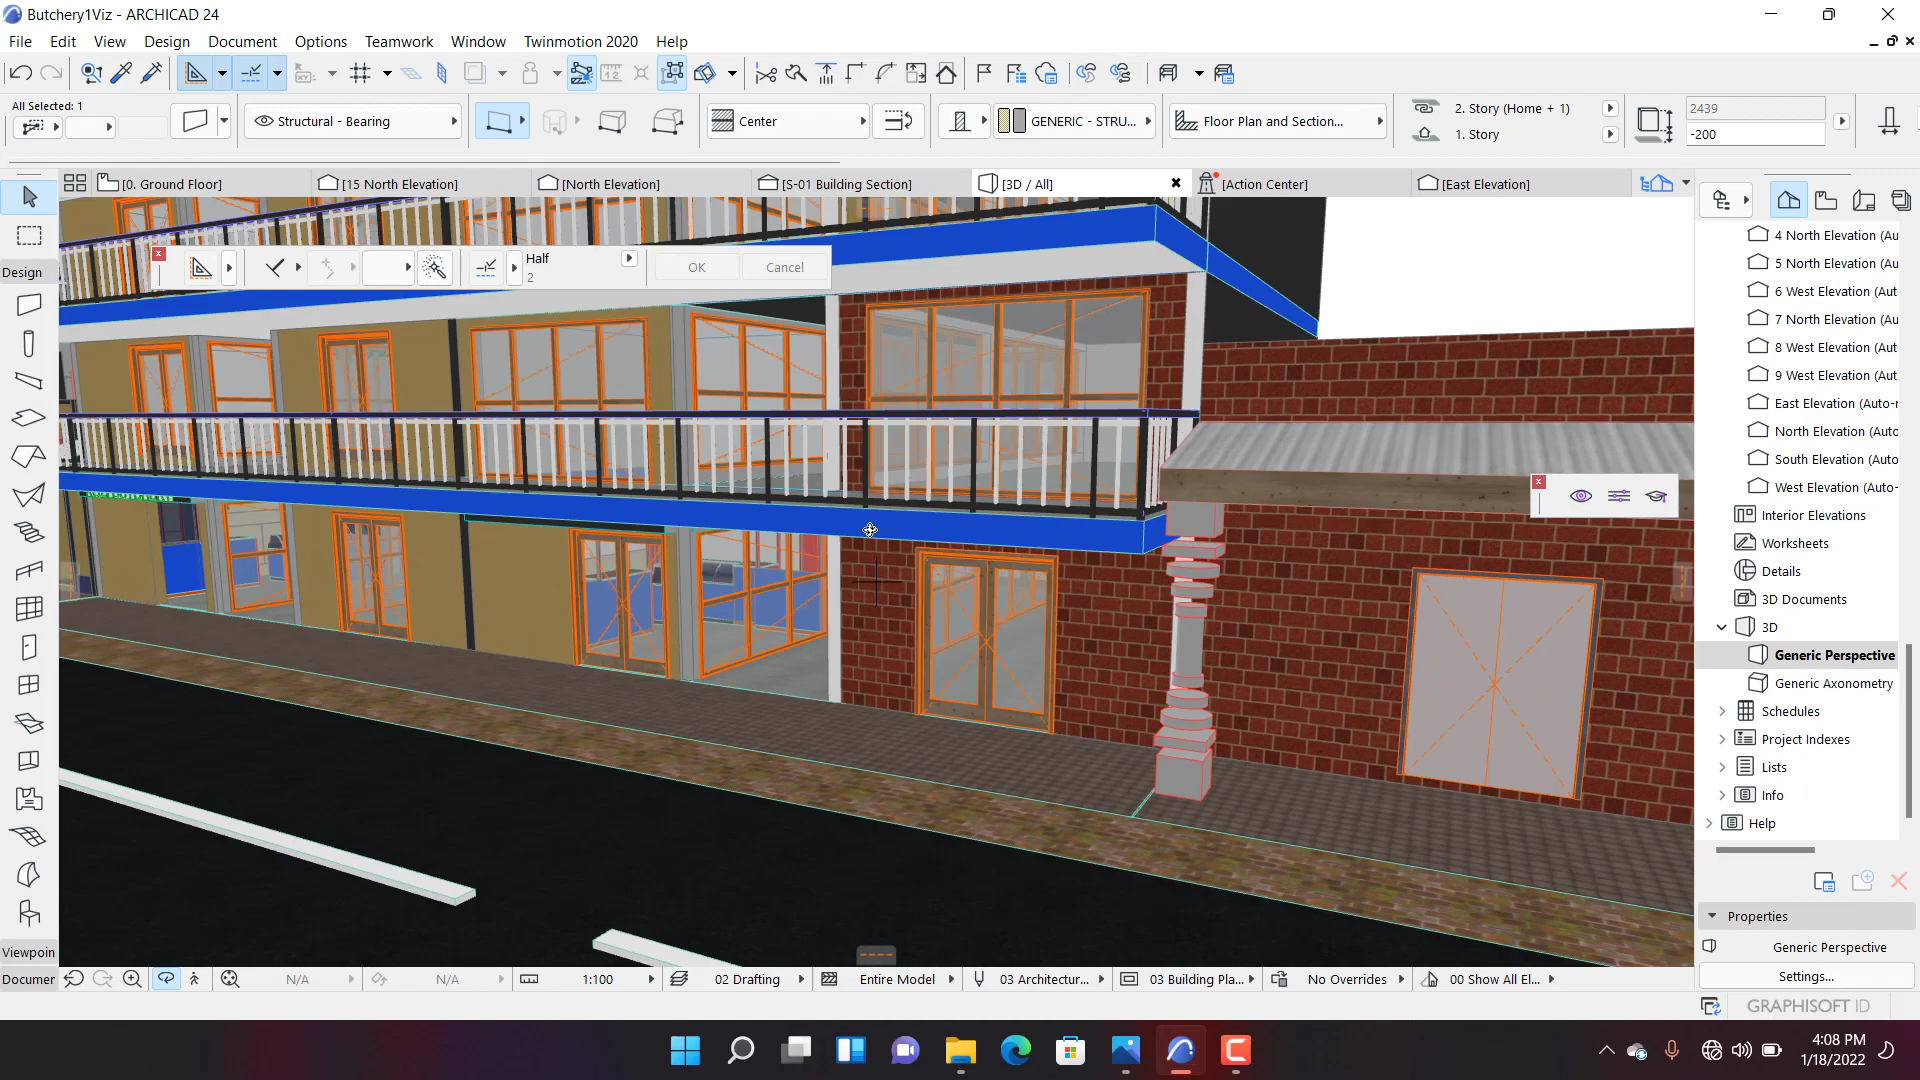 Butchery1Viz - ARCHICAD 24
File Edit View Design Document Options Teamwork Window Twinmotion 2020 Help
All Selected: 1
Structural - Bearing
Center
GENERIC - STRU...
Floor Plan and Section...
2. Story (Home + 1)
1. Story
2439
-200
[0. Ground Floor]
[15 North Elevation]
[North Elevation]
[S-01 Building Section]
[3D / All]
[Action Center]
[East Elevation]
Design
Half
2
OK
Cancel
4 North Elevation (Au
5 North Elevation (Au
6 West Elevation (Aut
7 North Elevation (Au
8 West Elevation (Aut
9 West Elevation (Aut
East Elevation (Auto-r
North Elevation (Auto
South Elevation (Auto
West Elevation (Auto-
Interior Elevations
Worksheets
Details
3D Documents
3D
Generic Perspective
Generic Axonometry
Schedules
Project Indexes
Lists
Info
Help
Properties
Generic Perspective
Settings...
Viewpoin
Documer
N/A
N/A
1:100
02 Drafting
Entire Model
03 Architectur...
03 Building Pla...
No Overrides
00 Show All El...
GRAPHISOFT ID
4:08 PM
1/18/2022